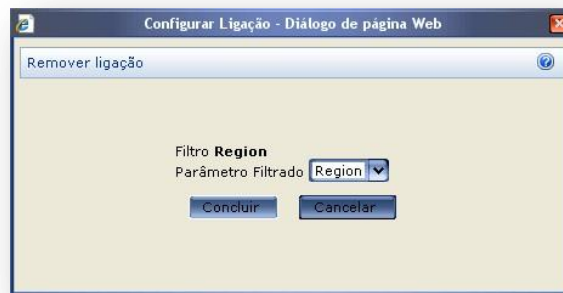 Configurar Ligação - Diálogo de página Web
Remover ligação
Filtro Region
Parâmetro Filtrado Region
Concluir Cancelar